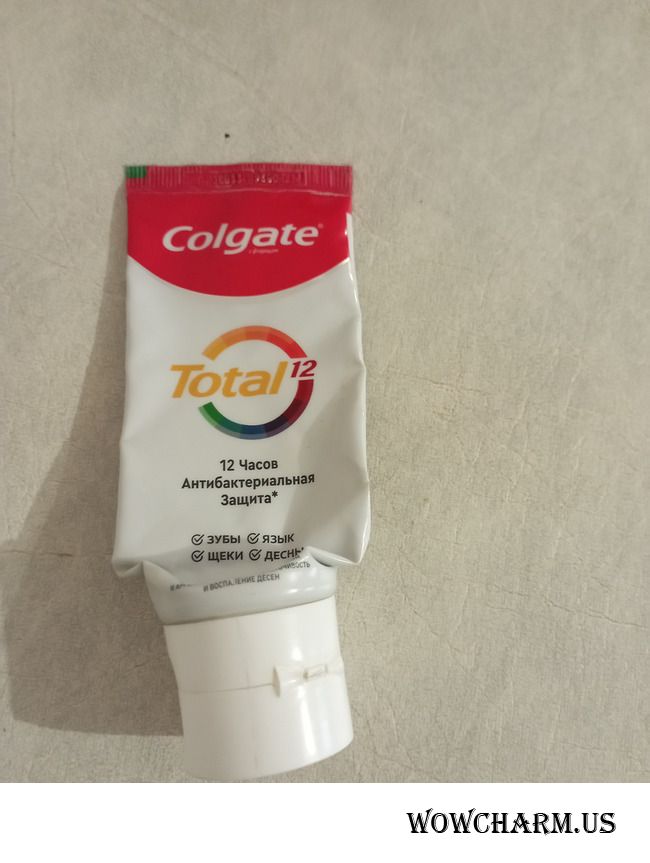 Colgate®
Total 12
12 Часов
Антибактериальная
Защита*
ЗУБЫ ЯЗЫК
ЩЕКИ ДЕСНЫ
И ВОСПАЛЕНИЕ ДЕСЕН
WOWCHARM.US